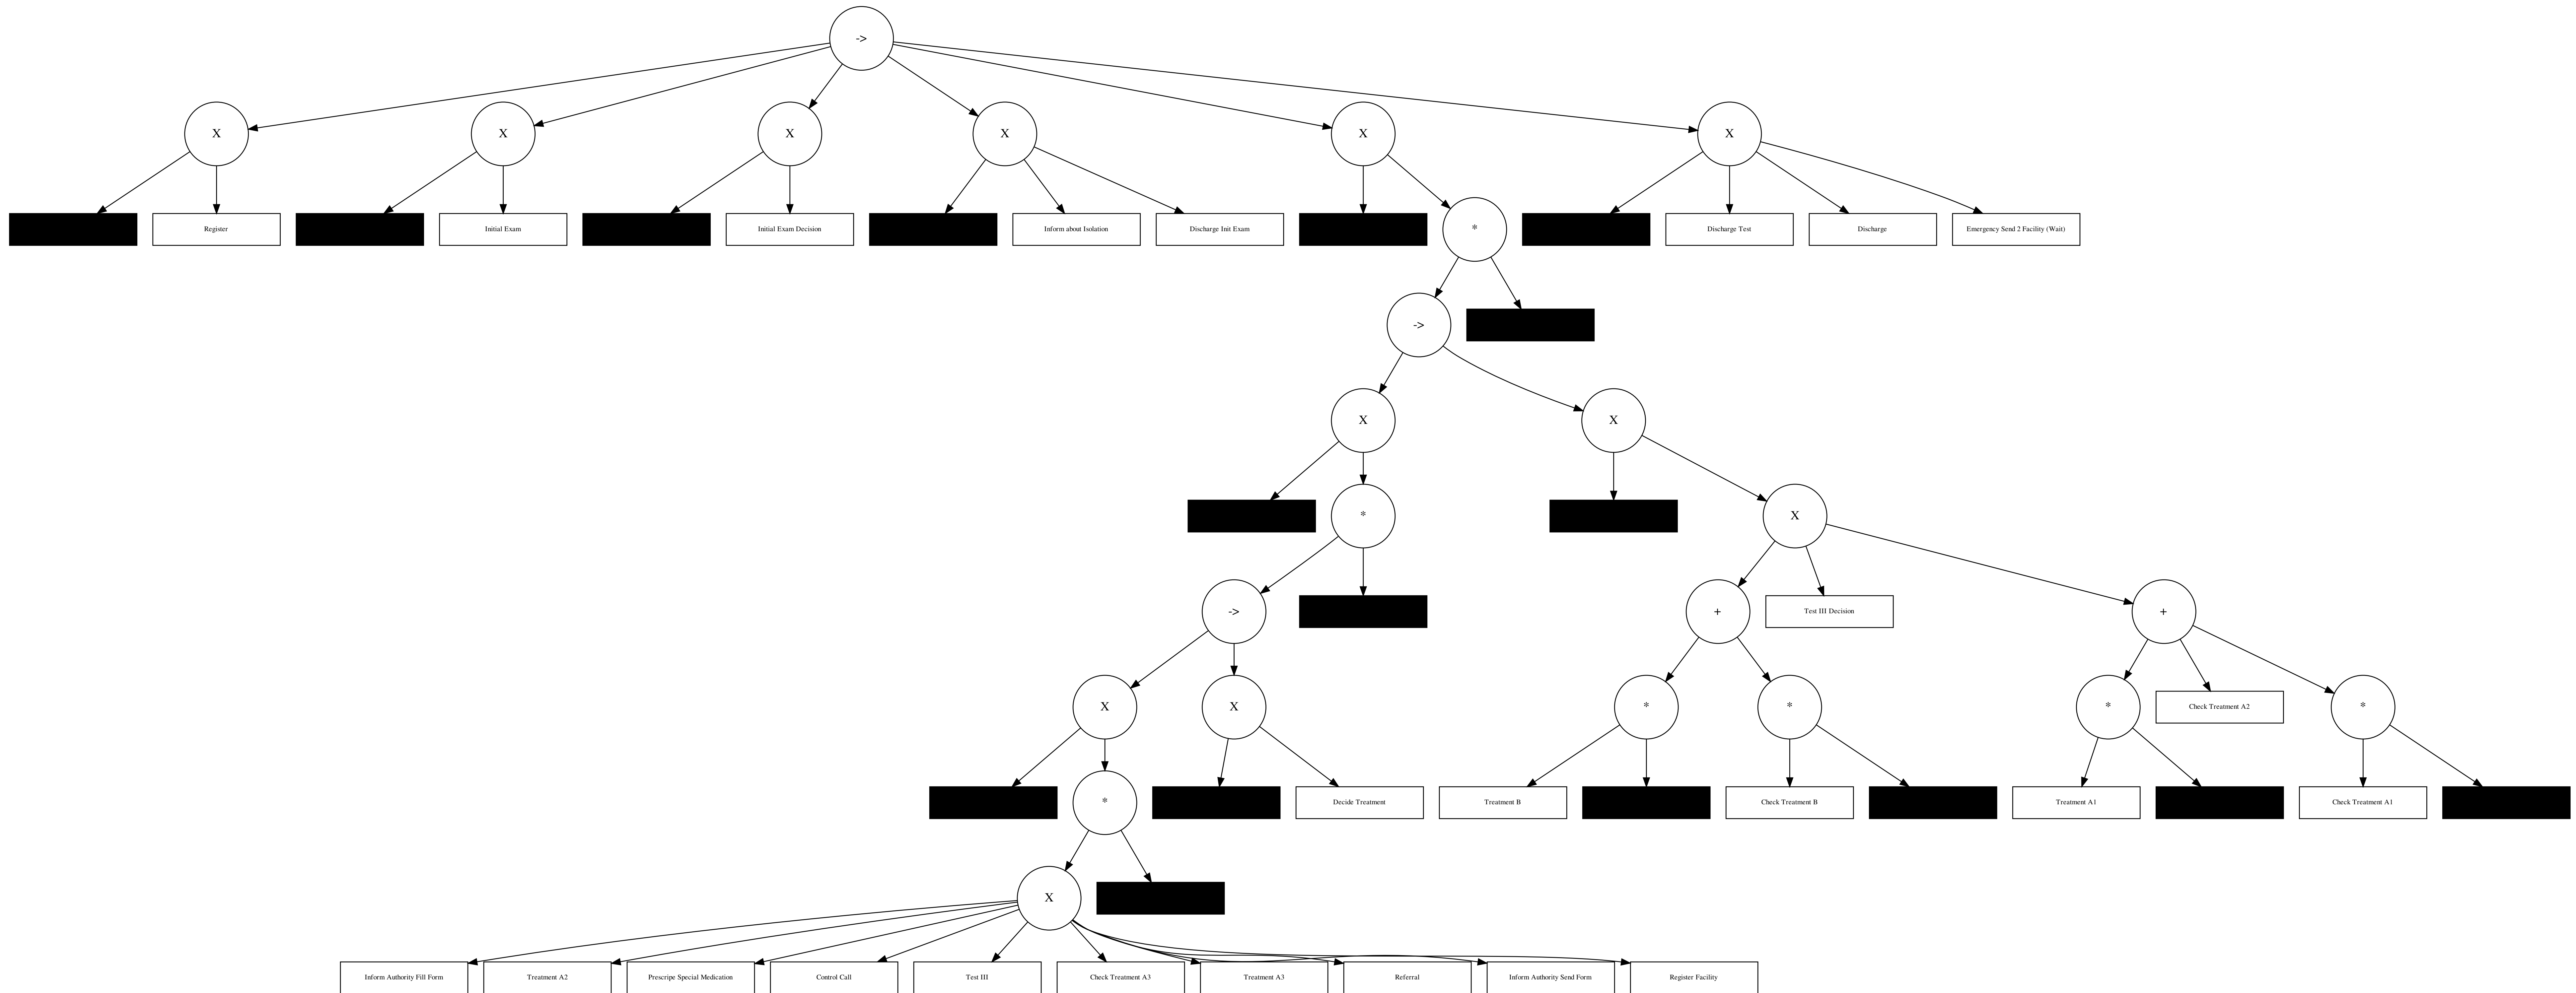 ->
X
X
X
X
X
X
Register
Initial Exam
Initial Exam Decision
Inform about Isolation
Discharge Init Exam
*
Discharge Test
Discharge
Emergency Send 2 Facility (Wait)
->
X
X
*
X
->
+
Test III Decision
+
X
X
*
*
*
Check Treatment A2
*
*
Decide Treatment
Treatment B
Check Treatment B
Treatment A1
Check Treatment A1
X
Inform Authority Fill Form
Treatment A2
Prescripe Special Medication
Control Call
Test III
Check Treatment A3
Treatment A3
Referral
Inform Authority Send Form
Register Facility